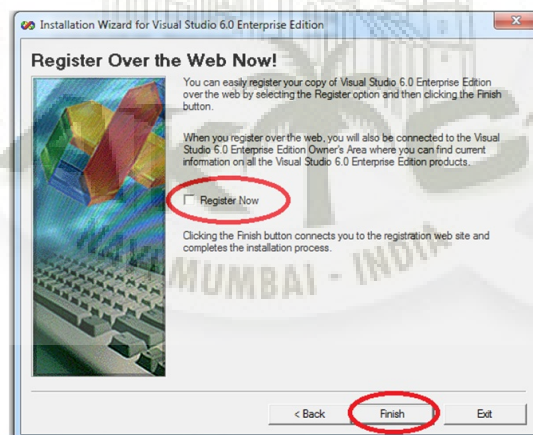 Installation Wizard for Visual Studio 6.0 Enterprise Edition
Register Over the Web Now!
You can easily register your copy of Visual Studio 6.0 Enterprise Edition
over the web by selecting the Register option and then clicking the Finish
button.
When you register over the web, you will also be connected to the Visual
Studio 6.0 Enterprise Edition Owner's Area where you can find current
information on all the Visual Studio 6.0 Enterprise Edition products.
Register Now
Clicking the Finish button connects you to the registration web site and
completes the installation process.
MUMBAI - INDIA
< Back Finish Exit